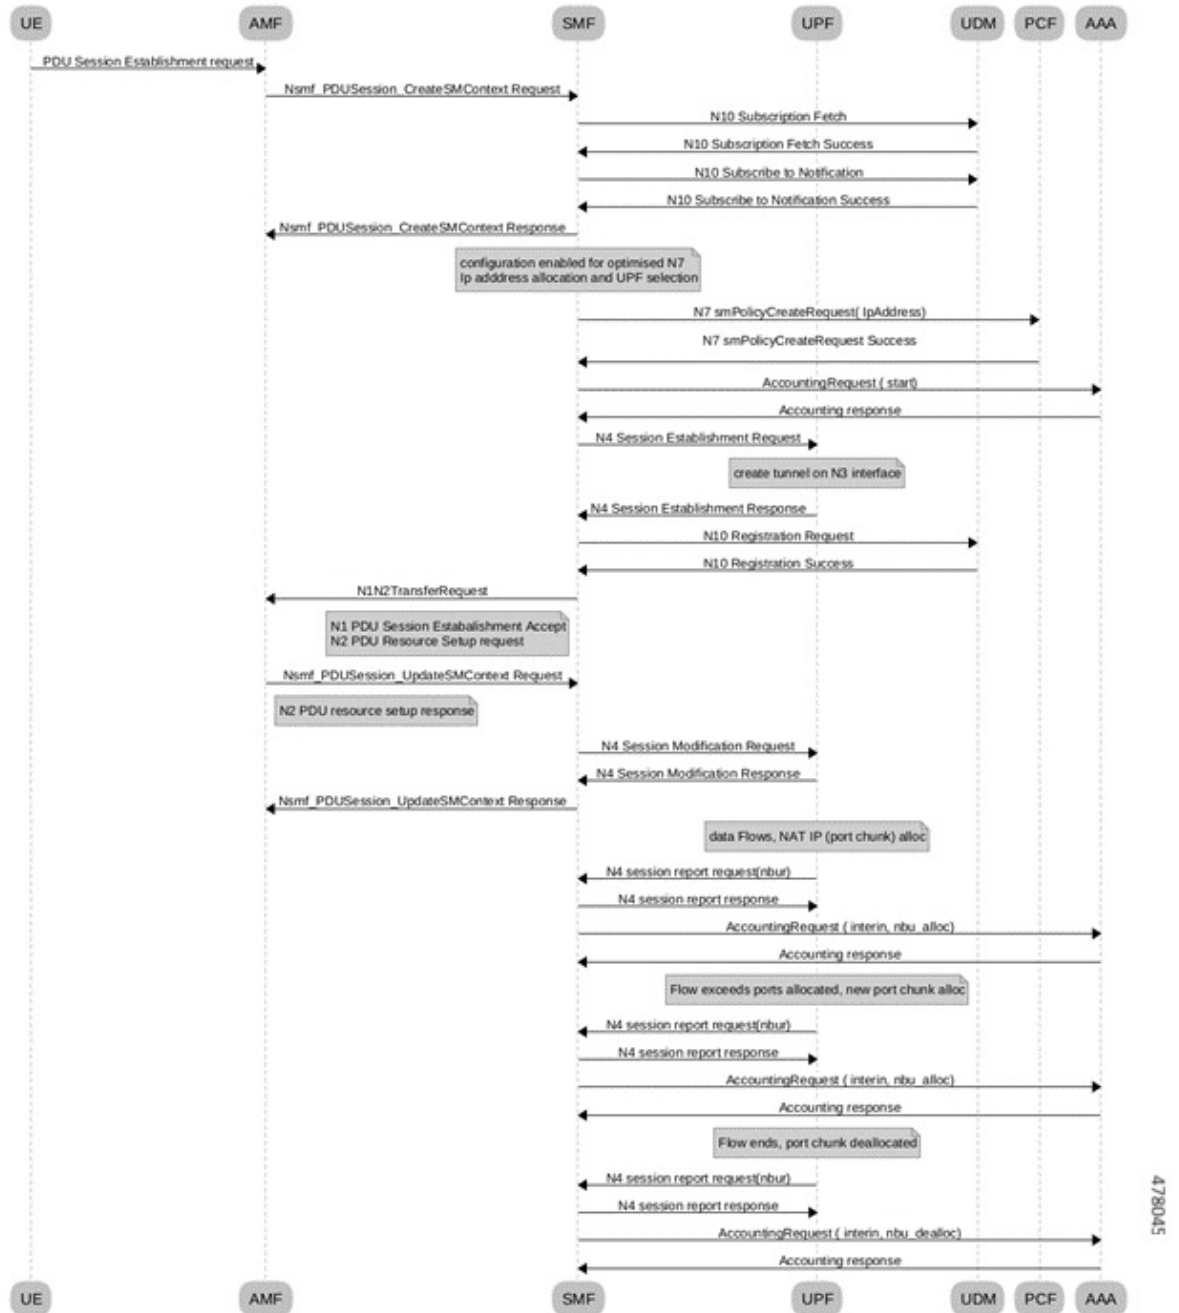 UE AMF SMF UPF UDM PCF AAA
PDU Session Establishment request
Nsmf_PDUSession_CreateSMContext Request
N10 Subscription Fetch
N10 Subscription Fetch Success
N10 Subscribe to Notification
N10 Subscribe to Notification Success
Nsmf_PDUSession_CreateSMContext Response
configuration enabled for optimised N7
Ip adddress allocation and UPF selection
N7 smPolicyCreateRequest( IpAddress)
N7 smPolicyCreateRequest Success
AccountingRequest ( start)
Accounting response
N4 Session Establishment Request
create tunnel on N3 interface
N4 Session Establishment Response
N10 Registration Request
N10 Registration Success
N1N2TransferRequest
N1 PDU Session Estabalishment Accept
N2 PDU Resource Setup request
Nsmf_PDUSession_UpdateSMContext Request
N2 PDU resource setup response
N4 Session Modification Request
N4 Session Modification Response
Nsmf_PDUSession_UpdateSMContext Response
data Flows, NAT IP (port chunk) alloc
N4 session report request(nbur)
N4 session report response
AccountingRequest ( interin, nbu_alloc)
Accounting response
Flow exceeds ports allocated, new port chunk alloc
N4 session report request(nbur)
N4 session report response
AccountingRequest ( interin, nbu_alloc)
Accounting response
Flow ends, port chunk deallocated
N4 session report request(nbur)
N4 session report response
AccountingRequest ( interin, nbu_dealloc)
Accounting response
UE AMF SMF UPF UDM PCF AAA
478045